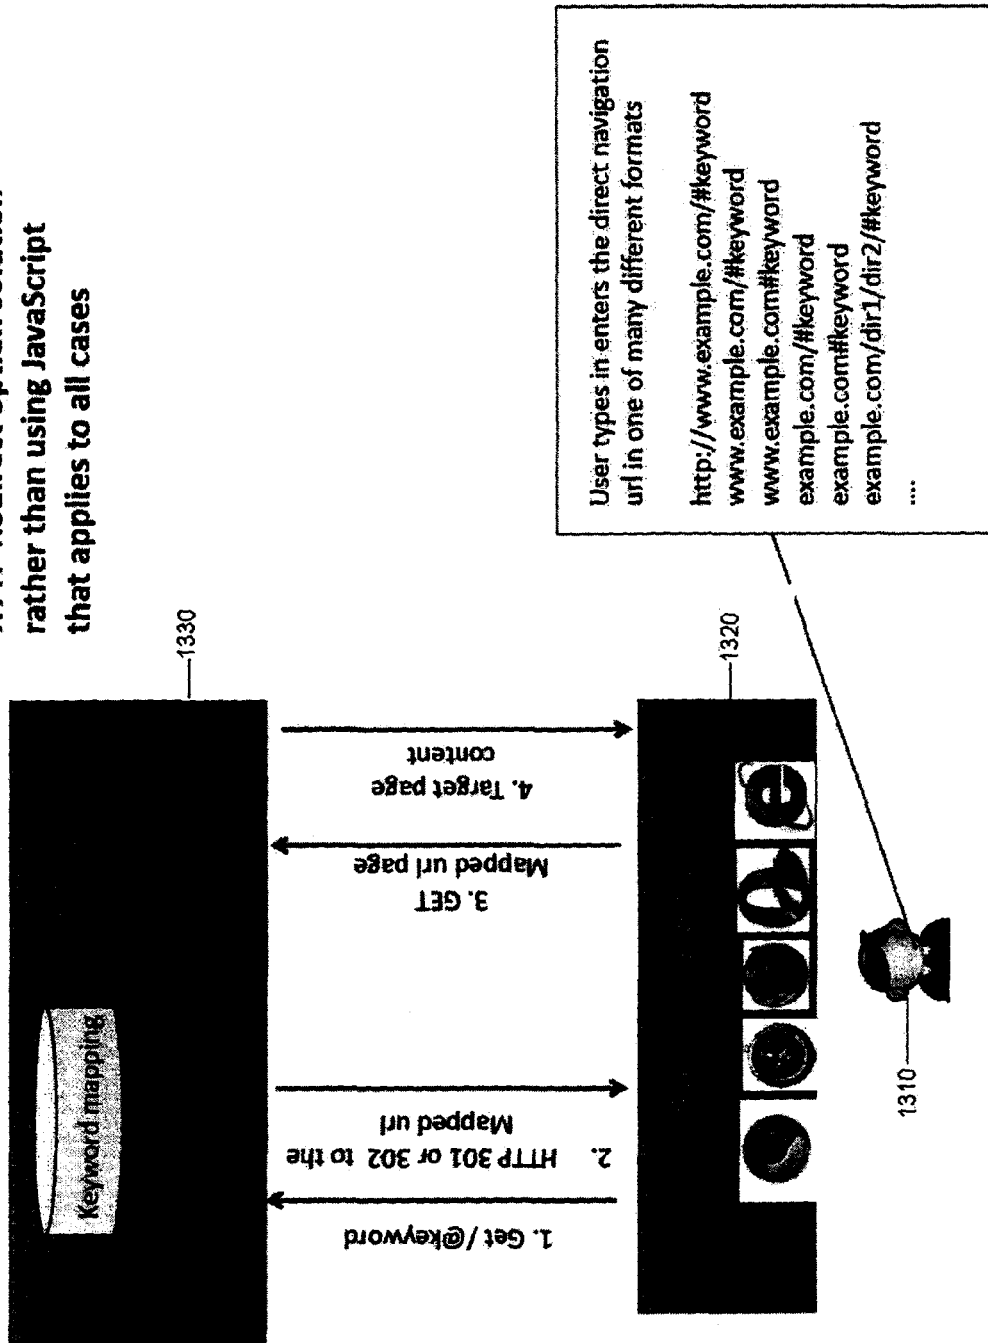 rather than using JavaScript
that applies to all cases
1330
Keyword mapping
1. Get /@keyword
2. HTTP 301 or 302 to the
Mapped url
3. GET
Mapped url page
4. Target page
content
1320
1310
User types in enters the direct navigation
url in one of many different formats
http://www.example.com/#keyword
www.example.com/#keyword
www.example.com#keyword
example.com/#keyword
example.com#keyword
example.com/dir1/dir2/#keyword
....